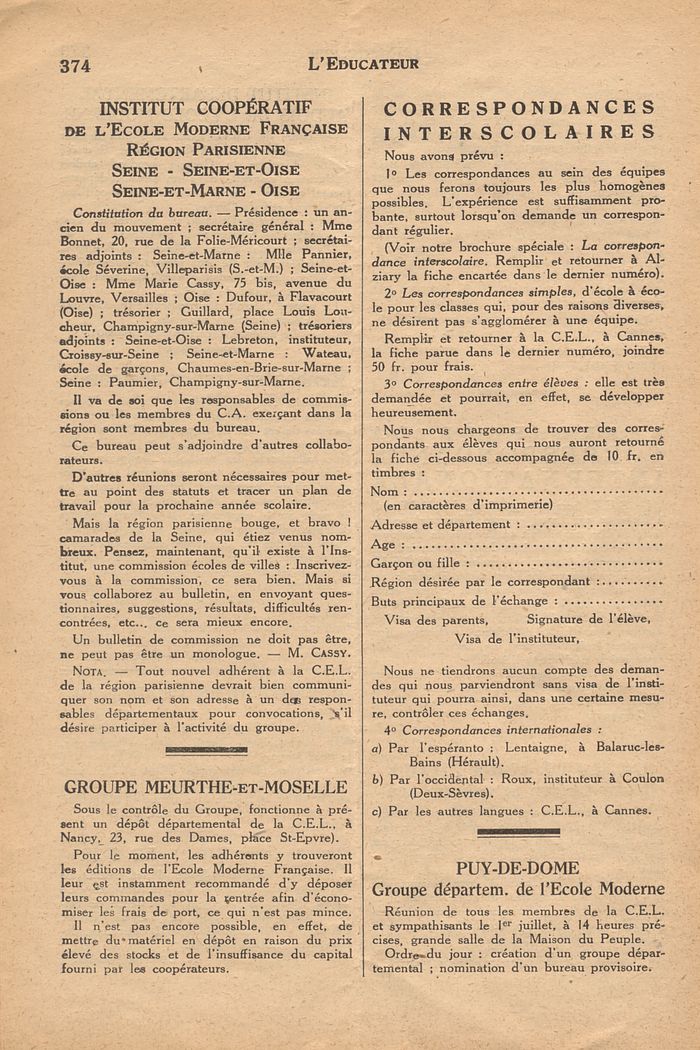 374
L'EDUCATEUR
INSTITUT COOPÉRATIF
DE L'ECOLE MODERNE FRANÇAISE
RÉGION PARISIENNE
SEINE - SEINE-ET-OISE
SEINE-ET-MARNE - OISE
Constitution du bureau. — Présidence : un an-
cien du mouvement ; secrétaire général : Mme
Bonnet, 20, rue de la Folie-Méricourt ; secrétai-
res adjoints : Seine-et-Marne : Mlle Pannier,
école Séverine, Villeparisis (S.-et-M.) ; Seine-et-
Oise : Mme Marie Cassy, 75 bis, avenue du
Louvre, Versailles ; Oise : Dufour, à Flavacourt
(Oise) ; trésorier ; Guillard, place Louis Lou-
cheur, Champigny-sur-Marne (Seine) ; trésoriers
adjoints : Seine-et-Oise : Lebreton, instituteur,
Croissy-sur-Seine ; Seine-et-Marne : Wateau,
école de garçons, Chaumes-en-Brie-sur-Marne ;
Seine : Paumier, Champigny-sur-Marne.
Il va de soi que les responsables de commis-
sions ou les membres du C.A. exerçant dans la
région sont membres du bureau.
Ce bureau peut s'adjoindre d'autres collabo-
rateurs.
D'autres réunions seront nécessaires pour met-
tre au point des statuts et tracer un plan de
travail pour la prochaine année scolaire.
Mais la région parisienne bouge, et bravo !
camarades de la Seine, qui étiez venus nom-
breux. Pensez, maintenant, qu'il existe à l'Ins-
titut, une commission écoles de villes : Inscrivez-
vous à la commission, ce sera bien. Mais si
vous collaborez au bulletin, en envoyant ques-
tionnaires, suggestions, résultats, difficultés ren-
contrées, etc... ce sera mieux encore.
Un bulletin de commission ne doit pas être,
ne peut pas être un monologue. — M. CASSY.
NOTA. — Tout nouvel adhérent à la C.E.L.
de la région parisienne devrait bien communi-
quer son nom et son adresse à un des respon-
sables départementaux pour convocations, s'il
désire participer à l'activité du groupe.
GROUPE MEURTHE-ET-MOSELLE
Sous le contrôle du Groupe, fonctionne à pré-
sent un dépôt départemental de la C.E.L., à
Nancy, 23, rue des Dames, place St-Epvre).
Pour le moment, les adhérents y trouveront
les éditions de l'Ecole Moderne Française. Il
leur est instamment recommandé d'y déposer
leurs commandes pour la rentrée afin d'écono-
miser les frais de port, ce qui n'est pas mince.
Il n'est pas encore possible, en effet, de
mettre du matériel en dépôt en raison du prix
élevé des stocks et de l'insuffisance du capital
fourni par les coopérateurs.
CORRESPONDANCES
INTERSCOLAIRES
Nous avons prévu :
1° Les correspondances au sein des équipes
que nous ferons toujours les plus homogènes
possibles. L'expérience est suffisamment pro-
bante, surtout lorsqu'on demande un correspon-
dant régulier.
(Voir notre brochure spéciale : La correspon-
dance interscolaire. Remplir et retourner à Al-
ziary la fiche encartée dans le dernier numéro).
2° Les correspondances simples, d'école à éco-
le pour les classes qui, pour des raisons diverses,
ne désirent pas s'agglomérer à une équipe.
Remplir et retourner à la C.E.L., à Cannes,
la fiche parue dans le dernier numéro, joindre
50 fr. pour frais.
3° Correspondances entre élèves : elle est très
demandée et pourrait, en effet, se développer
heureusement.
Nous nous chargeons de trouver des corres-
pondants aux élèves qui nous auront retourné
la fiche ci-dessous accompagnée de 10 fr. en
timbres :
Nom : ......................................
(en caractères d'imprimerie)
Adresse et département : .....................
Age : ......................................
Garçon ou fille : .............................
Région désirée par le correspondant :..........
Buts principaux de l'échange : ...............
Visa des parents, Signature de l'élève,
Visa de l'instituteur,
Nous ne tiendrons aucun compte des deman-
des qui nous parviendront sans visa de l'insti-
tuteur qui pourra ainsi, dans une certaine mesu-
re, contrôler ces échanges.
4° Correspondances internationales :
a) Par l'espéranto : Lentaigne, à Balaruc-les-
Bains (Hérault).
b) Par l'occidental : Roux, instituteur à Coulon
(Deux-Sèvres).
c) Par les autres langues : C.E.L., à Cannes.
PUY-DE-DOME
Groupe départem. de l'Ecole Moderne
Réunion de tous les membres de la C.E.L.
et sympathisants le 1er juillet, à 14 heures pré-
cises, grande salle de la Maison du Peuple.
Ordre du jour : création d'un groupe dépar-
temental ; nomination d'un bureau provisoire.